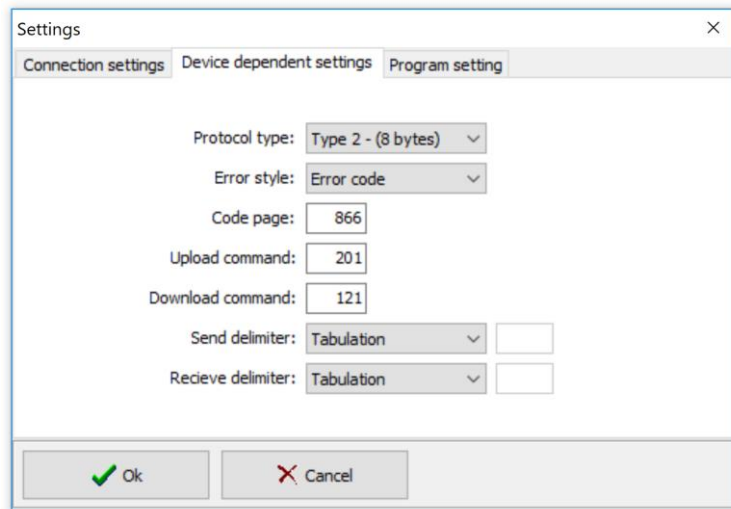 Settings
Connection settings Device dependent settings Program setting
Protocol type: Type 2 - (8 bytes)
Error style: Error code
Code page: 866
Upload command: 201
Download command: 121
Send delimiter: Tabulation
Recieve delimiter: Tabulation
Ok Cancel